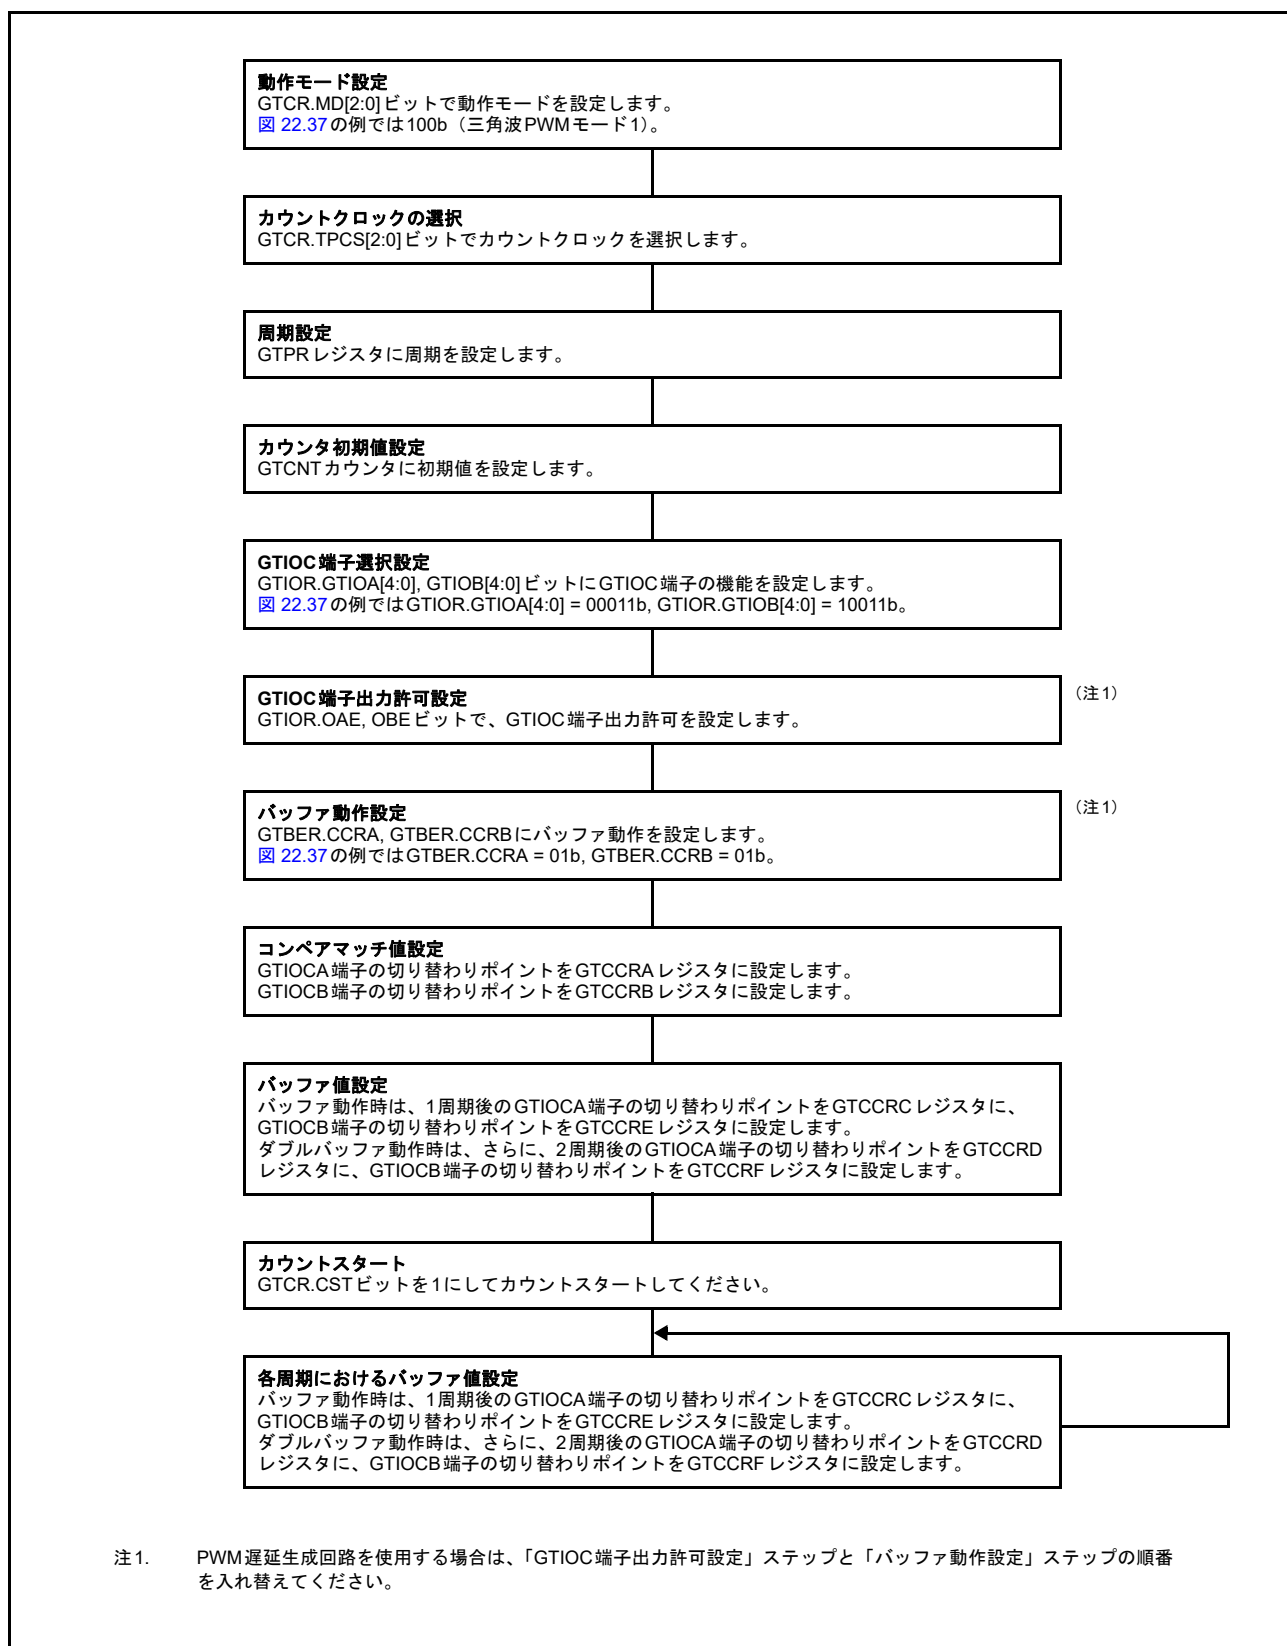 動作モード設定
GTCR.MD[2:0]ビットで動作モードを設定します。
図 22.37の例では100b（三角波PWMモード1）。
カウントクロックの選択
GTCR.TPCS[2:0]ビットでカウントクロックを選択します。
周期設定
GTPRレジスタに周期を設定します。
カウンタ初期値設定
GTCNTカウンタに初期値を設定します。
GTIOC端子選択設定
GTIOR.GTIOA[4:0], GTIOB[4:0]ビットにGTIOC端子の機能を設定します。
図 22.37の例ではGTIOR.GTIOA[4:0] = 00011b, GTIOR.GTIOB[4:0] = 10011b。
GTIOC端子出力許可設定
（注1）
GTIOR.OAE, OBEビットで、GTIOC端子出力許可を設定します。
バッファ動作設定
（注1）
GTBER.CCRA, GTBER.CCRBにバッファ動作を設定します。
図 22.37の例ではGTBER.CCRA = 01b, GTBER.CCRB = 01b。
コンペアマッチ値設定
GTIOCA端子の切り替わりポイントをGTCCRAレジスタに設定します。
GTIOCB端子の切り替わりポイントをGTCCRBレジスタに設定します。
バッファ値設定
バッファ動作時は、1周期後のGTIOCA端子の切り替わりポイントをGTCCRCレジスタに、
GTIOCB端子の切り替わりポイントをGTCCREレジスタに設定します。
ダブルバッファ動作時は、さらに、2周期後のGTIOCA端子の切り替わりポイントをGTCCRD
レジスタに、GTIOCB端子の切り替わりポイントをGTCCRFレジスタに設定します。
カウントスタート
GTCR.CSTビットを1にしてカウントスタートしてください。
各周期におけるバッファ値設定
バッファ動作時は、1周期後のGTIOCA端子の切り替わりポイントをGTCCRCレジスタに、
GTIOCB端子の切り替わりポイントをGTCCREレジスタに設定します。
ダブルバッファ動作時は、さらに、2周期後のGTIOCA端子の切り替わりポイントをGTCCRD
レジスタに、GTIOCB端子の切り替わりポイントをGTCCRFレジスタに設定します。
注1. PWM遅延生成回路を使用する場合は、「GTIOC端子出力許可設定」ステップと「バッファ動作設定」ステップの順番
を入れ替えてください。